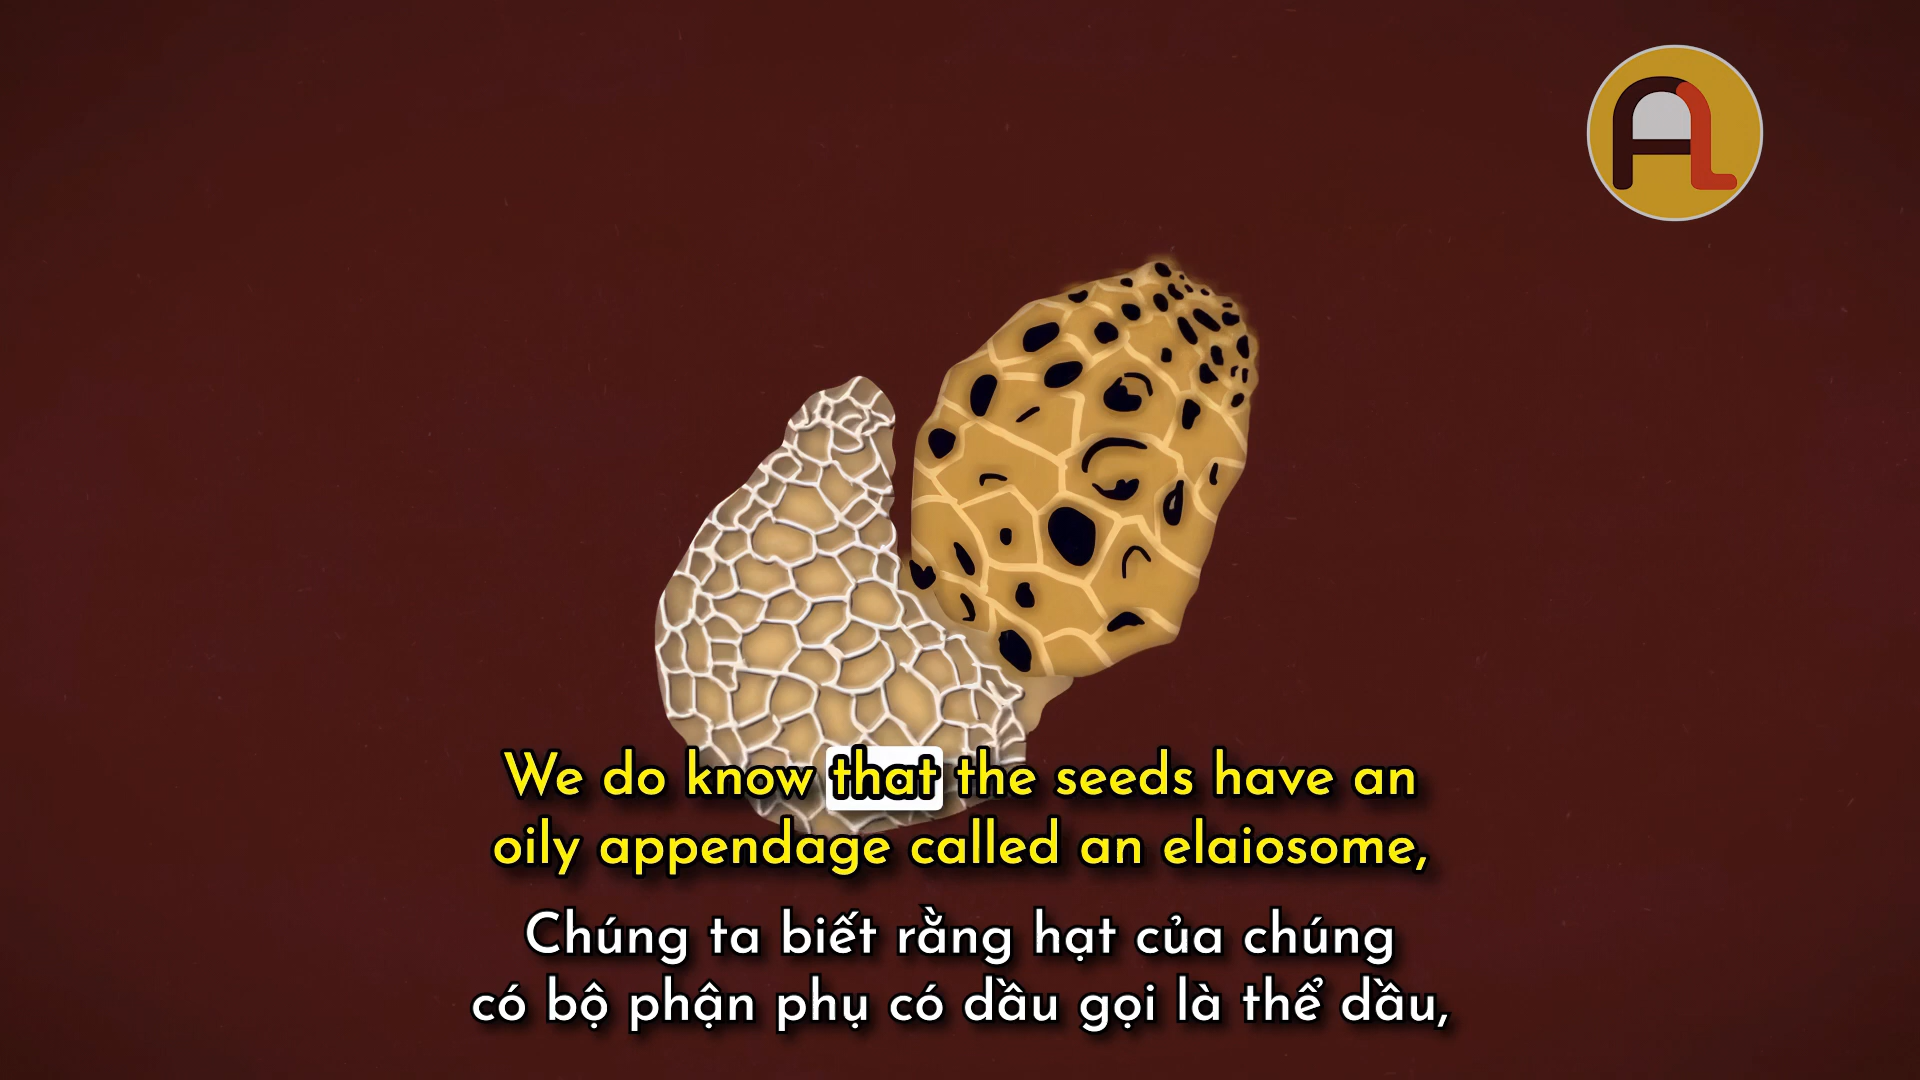 AL
We do know that the seeds have an
oily appendage called an elaiosome,
Chúng ta biết rằng hạt của chúng
có bộ phận phụ có dầu gọi là thể dầu,